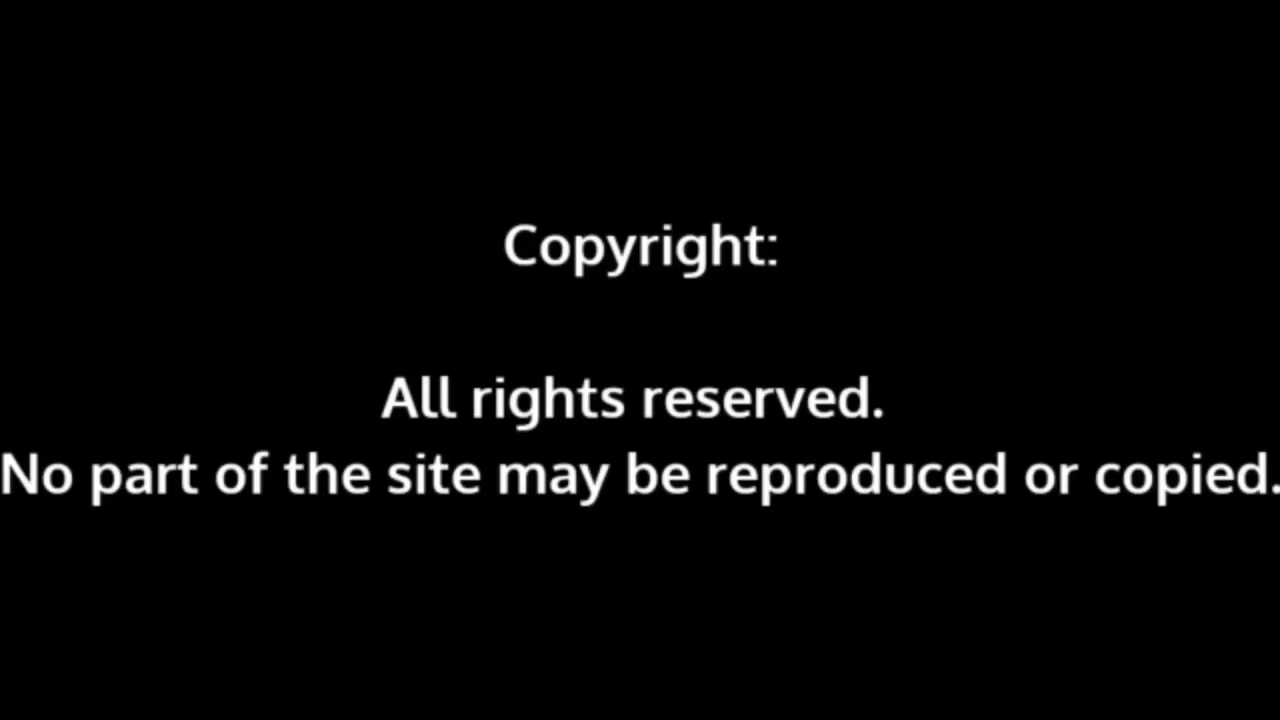 Copyright:
All rights reserved.
No part of the site may be reproduced or copied.